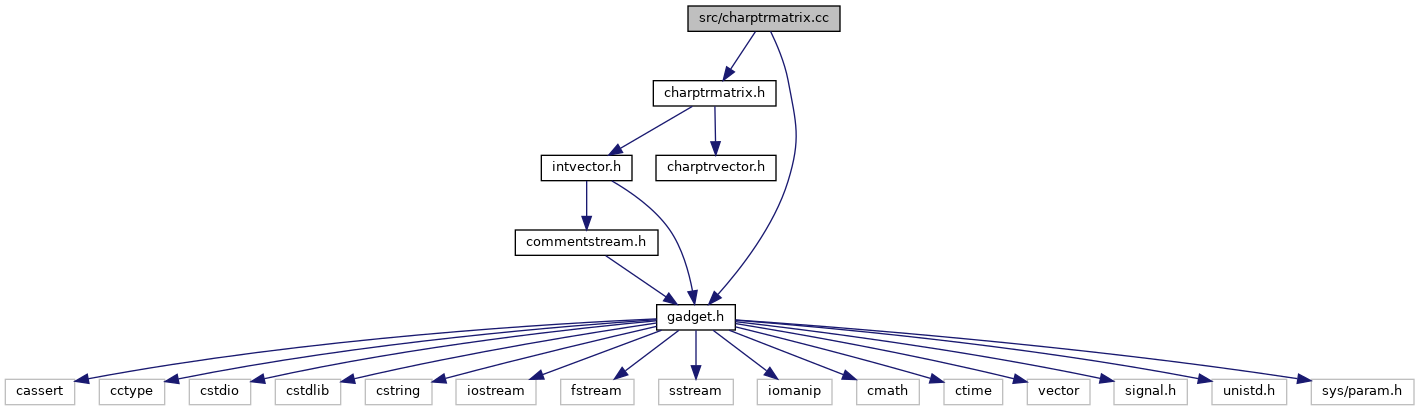 src/charptrmatrix.cc
charptrmatrix.h
intvector.h
charptrvector.h
commentstream.h
gadget.h
cassert
cctype
cstdio
cstdlib
cstring
iostream
fstream
sstream
iomanip
cmath
ctime
vector
signal.h
unistd.h
sys/param.h